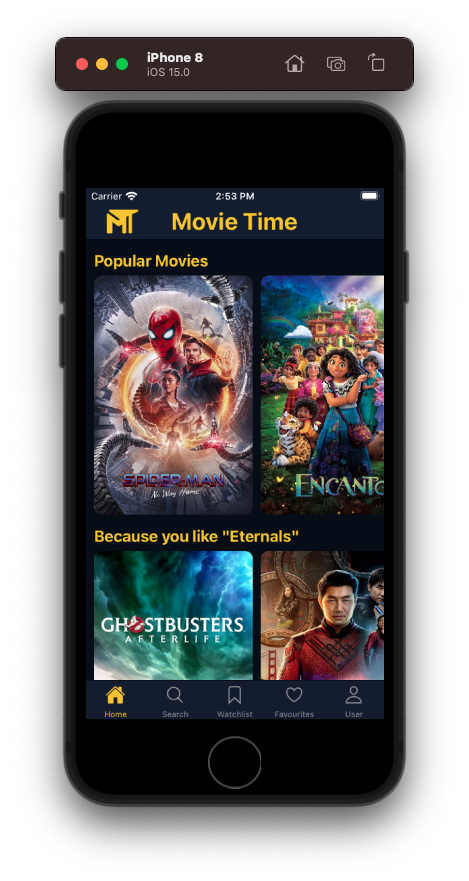 iPhone 8
iOS 15.0
Carrier 2:53 PM
MT Movie Time
Popular Movies
SPIDER-MAN
No Way Home
ENCANTO
Because you like "Eternals"
GHOSTBUSTERS
AFTERLIFE
Home Search Watchlist Favourites User